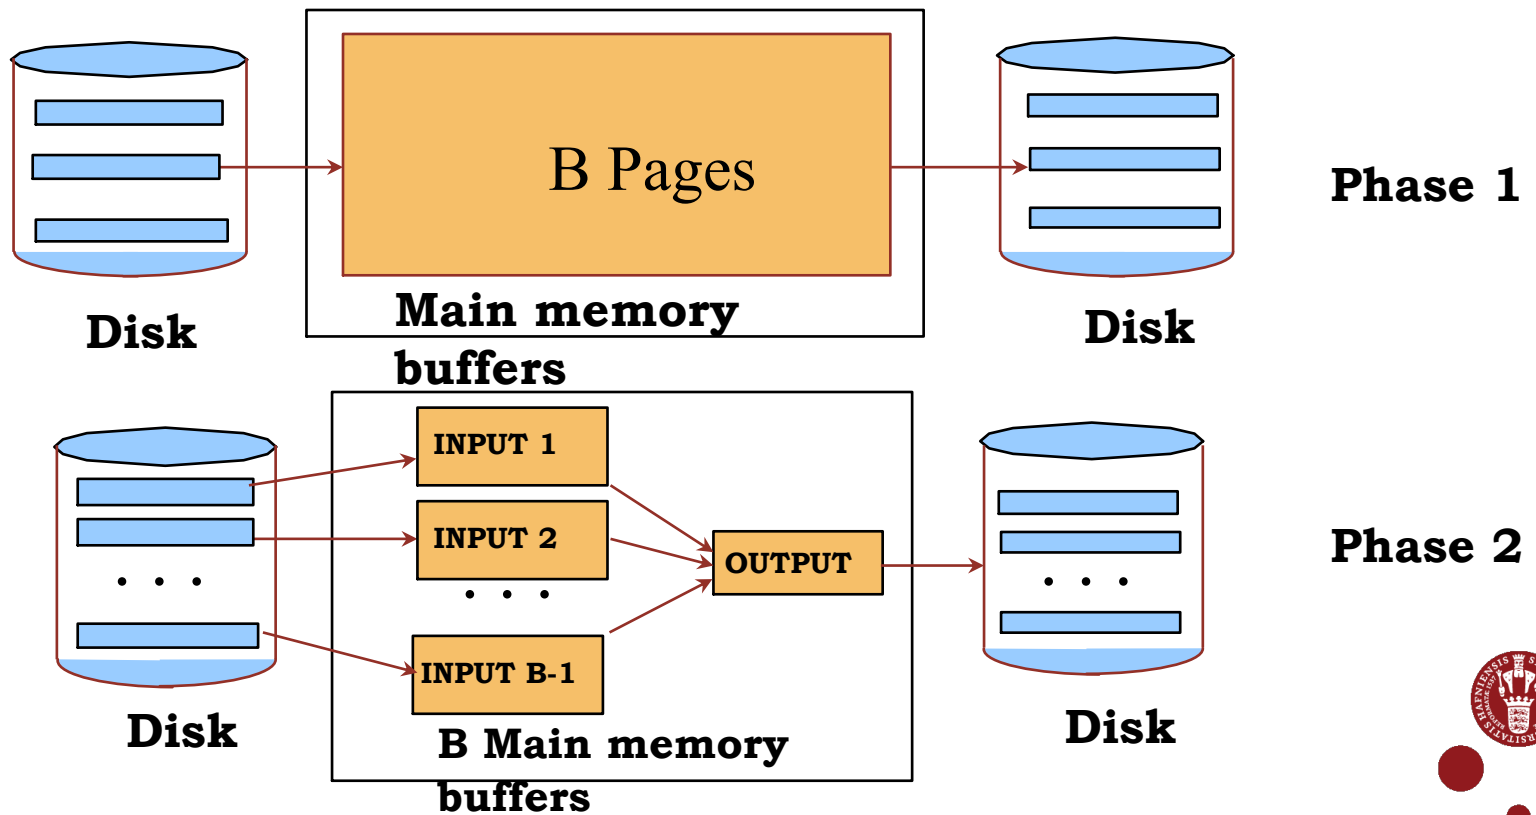 B Pages
Phase 1
Disk
Main memory
buffers
Disk
INPUT 1
INPUT 2
. . .
INPUT B-1
OUTPUT
. . .
. . .
Phase 2
Disk
B Main memory
buffers
Disk